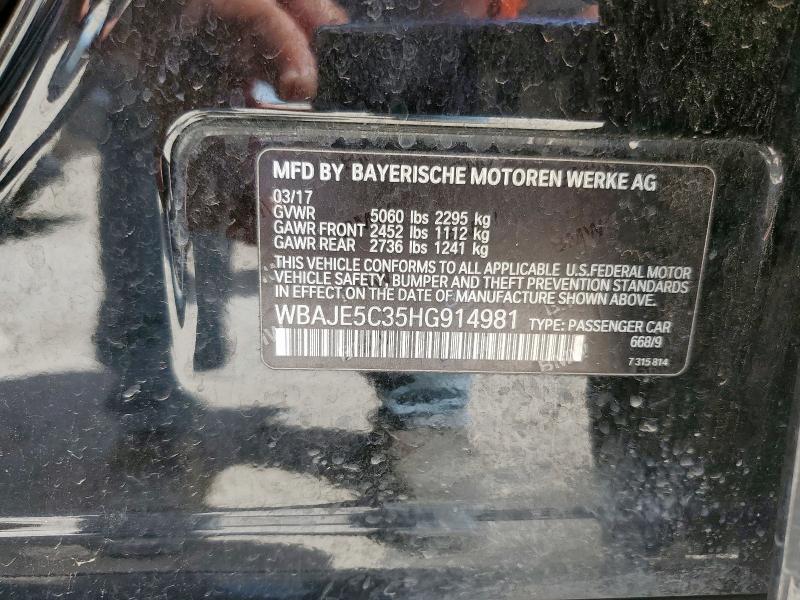 MFD BY BAYERISCHE MOTOREN WERKE AG
03/17
GVWR 5060 lbs 2295 kg
GAWR FRONT 2452 lbs 1112 kg
GAWR REAR 2736 lbs 1241 kg
THIS VEHICLE CONFORMS TO ALL APPLICABLE U.S.FEDERAL MOTOR
VEHICLE SAFETY, BUMPER AND THEFT PREVENTION STANDARDS
IN EFFECT ON THE DATE OF MANUFACTURE SHOWN ABOVE.
WBAJE5C35HG914981 TYPE: PASSENGER CAR
668/9
7 315 814